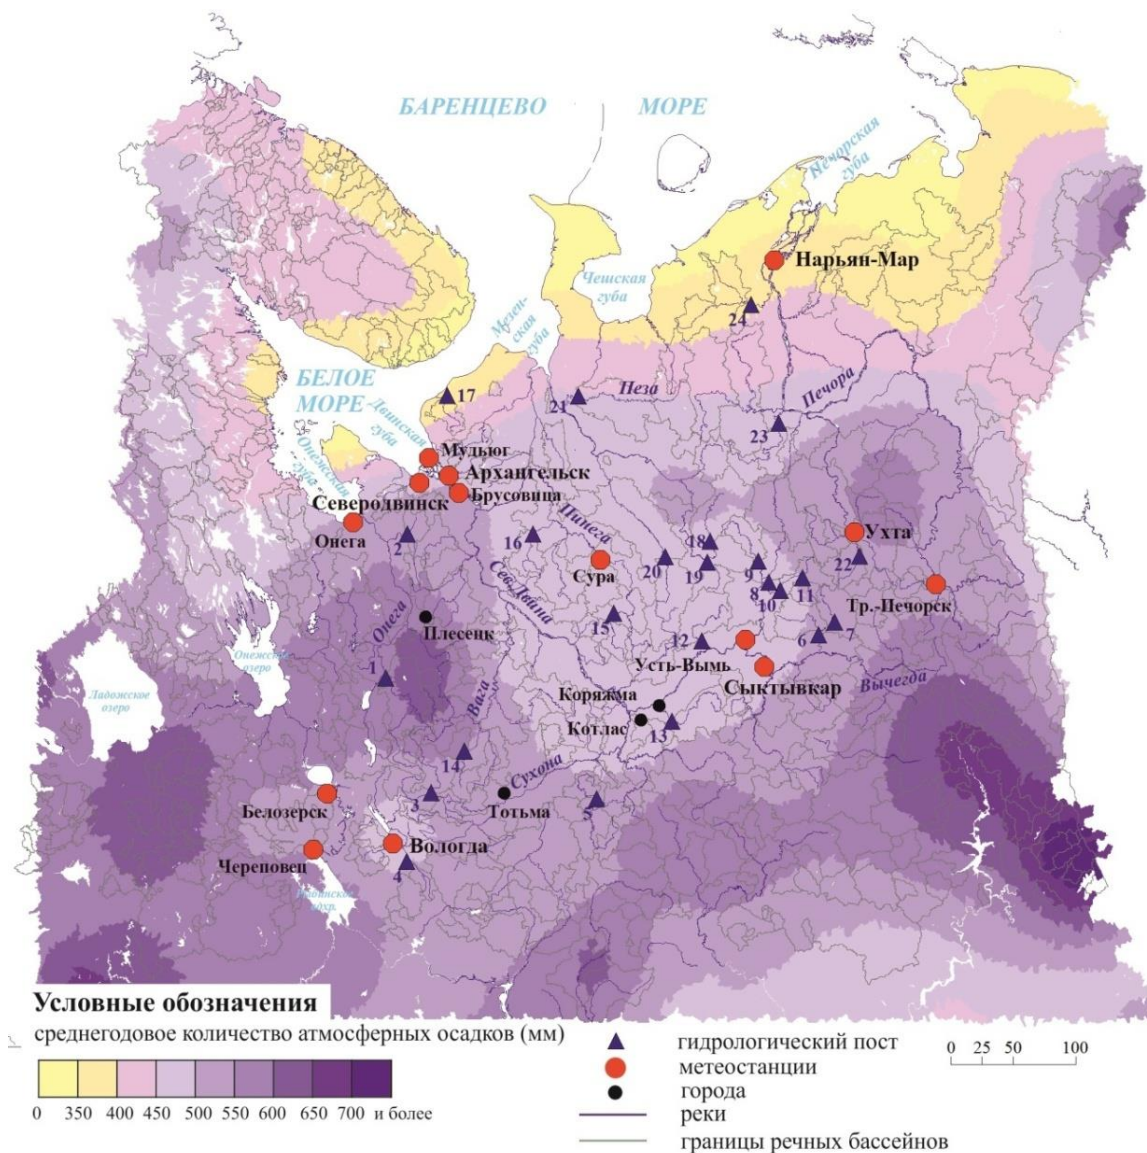 БАРЕНЦЕВО МОРЕ
Печорская
губа
Нарьян-Мар
Чешская
губа
24
Мезен-
ская
губа
БЕЛОЕ
МОРЕ
17
21
Пеза
Печора
23
Двинская
губа
Онежская
губа
Мудьюг
Архангельск
Северодвинск
Брусовица
Онега
2
16
Пинега
Сура
20
18
19
9
8
10
11
Ухта
22
Тр.-Печорск
Сев.Двина
Онега
Плесецк
15
12
6
7
Усть-Вымь
Сыктывкар
Вычегда
Онежское
озеро
Ладожские
озеро
1
Вага
Коряжма
Котлас
13
14
Сухона
Белозерск
3
Тотьма
5
Череповец
Вологда
4
Рыбинское
вдхр.
Условные обозначения
среднегодовое количество атмосферных осадков (мм)
0 350 400 450 500 550 600 650 700 и более
гидрологический пост
метеостанции
города
реки
границы речных бассейнов
0 25 50 100